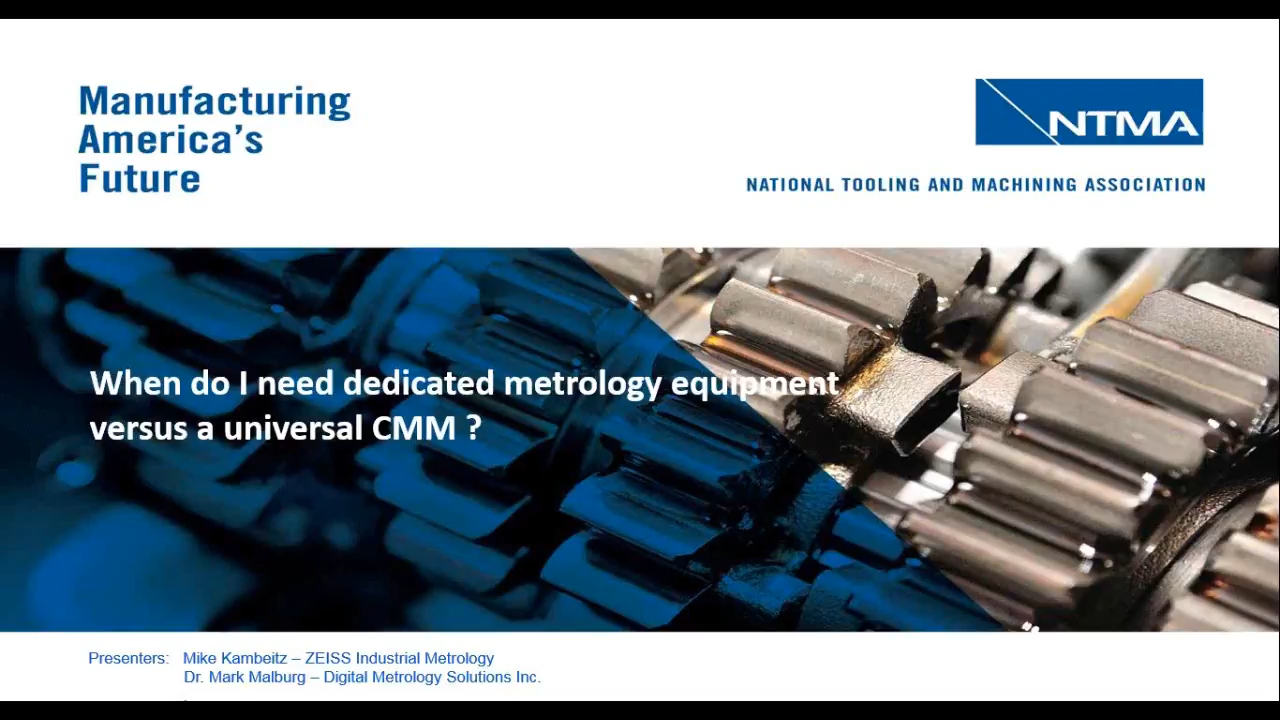 Manufacturing
America's
Future
NTMA
NATIONAL TOOLING AND MACHINING ASSOCIATION
When do I need dedicated metrology equipment
versus a universal CMM ?
Presenters: Mike Kambeitz – ZEISS Industrial Metrology
Dr. Mark Malburg – Digital Metrology Solutions Inc.